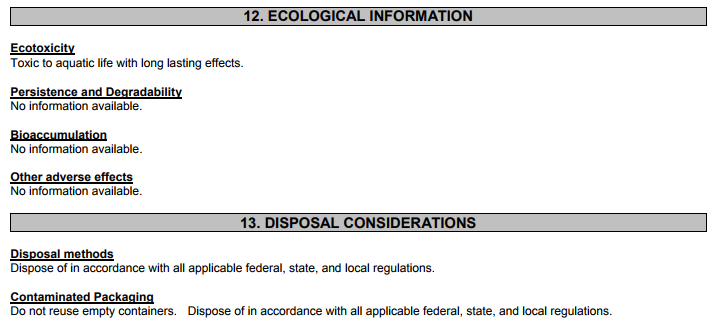 12. ECOLOGICAL INFORMATION
Ecotoxicity
Toxic to aquatic life with long lasting effects.
Persistence and Degradability
No information available.
Bioaccumulation
No information available.
Other adverse effects
No information available.
13. DISPOSAL CONSIDERATIONS
Disposal methods
Dispose of in accordance with all applicable federal, state, and local regulations.
Contaminated Packaging
Do not reuse empty containers.   Dispose of in accordance with all applicable federal, state, and local regulations.